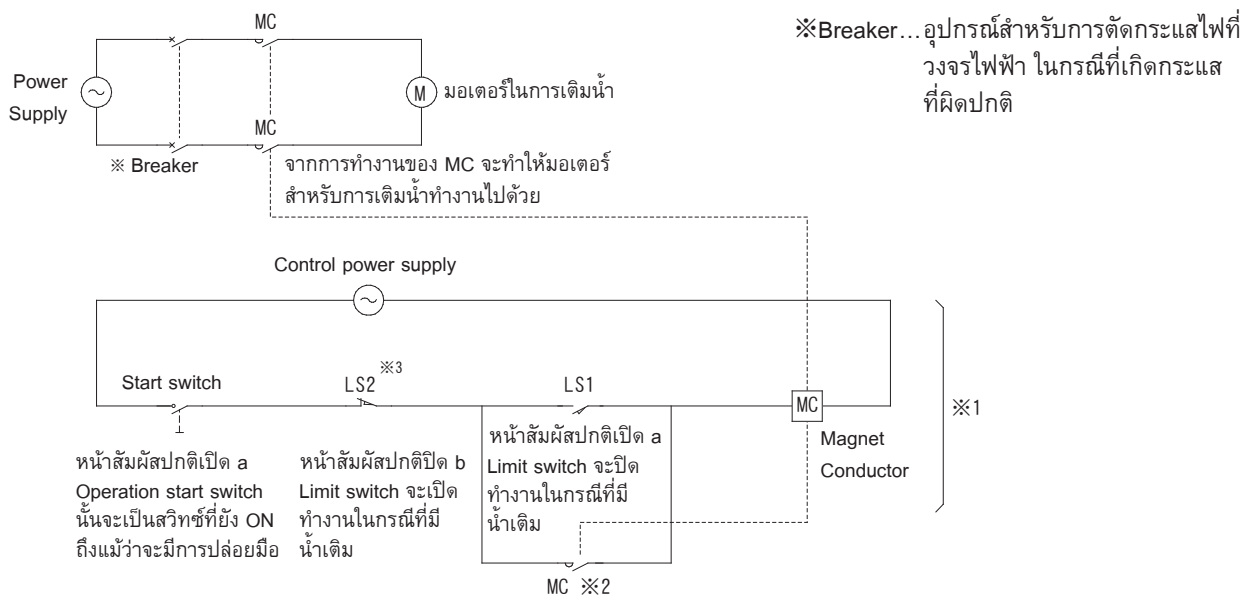 MC
※Breaker... อุปกรณ์สำหรับการตัดกระแสไฟที่
วงจรไฟฟ้า ในกรณีที่เกิดกระแส
ที่ผิดปกติ
Power
Supply
M
มอเตอร์ในการเติมน้ำ
MC
※ Breaker
จากการทำงานของ MC จะทำให้มอเตอร์
สำหรับการเติมน้ำทำงานไปด้วย
Control power supply
Start switch
LS2 ※3
LS1
MC
※1
Magnet
Conductor
หน้าสัมผัสปกติเปิด a
Operation start switch
นั้นจะเป็นสวิทซ์ที่ยัง ON
ถึงแม้ว่าจะมีการปล่อยมือ
หน้าสัมผัสปกติปิด b
Limit switch จะเปิด
ทำงานในกรณีที่มี
น้ำเติม
หน้าสัมผัสปกติเปิด a
Limit switch จะปิด
ทำงานในกรณีที่มี
น้ำเติม
MC ※2